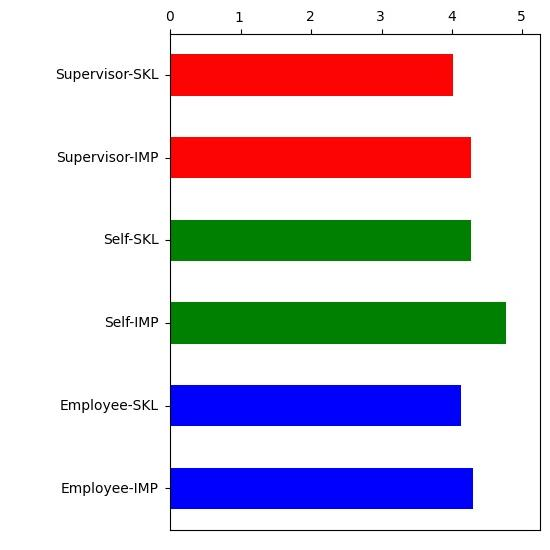 0 1 2 3 4 5
Supervisor-SKL
Supervisor-IMP
Self-SKL
Self-IMP
Employee-SKL
Employee-IMP